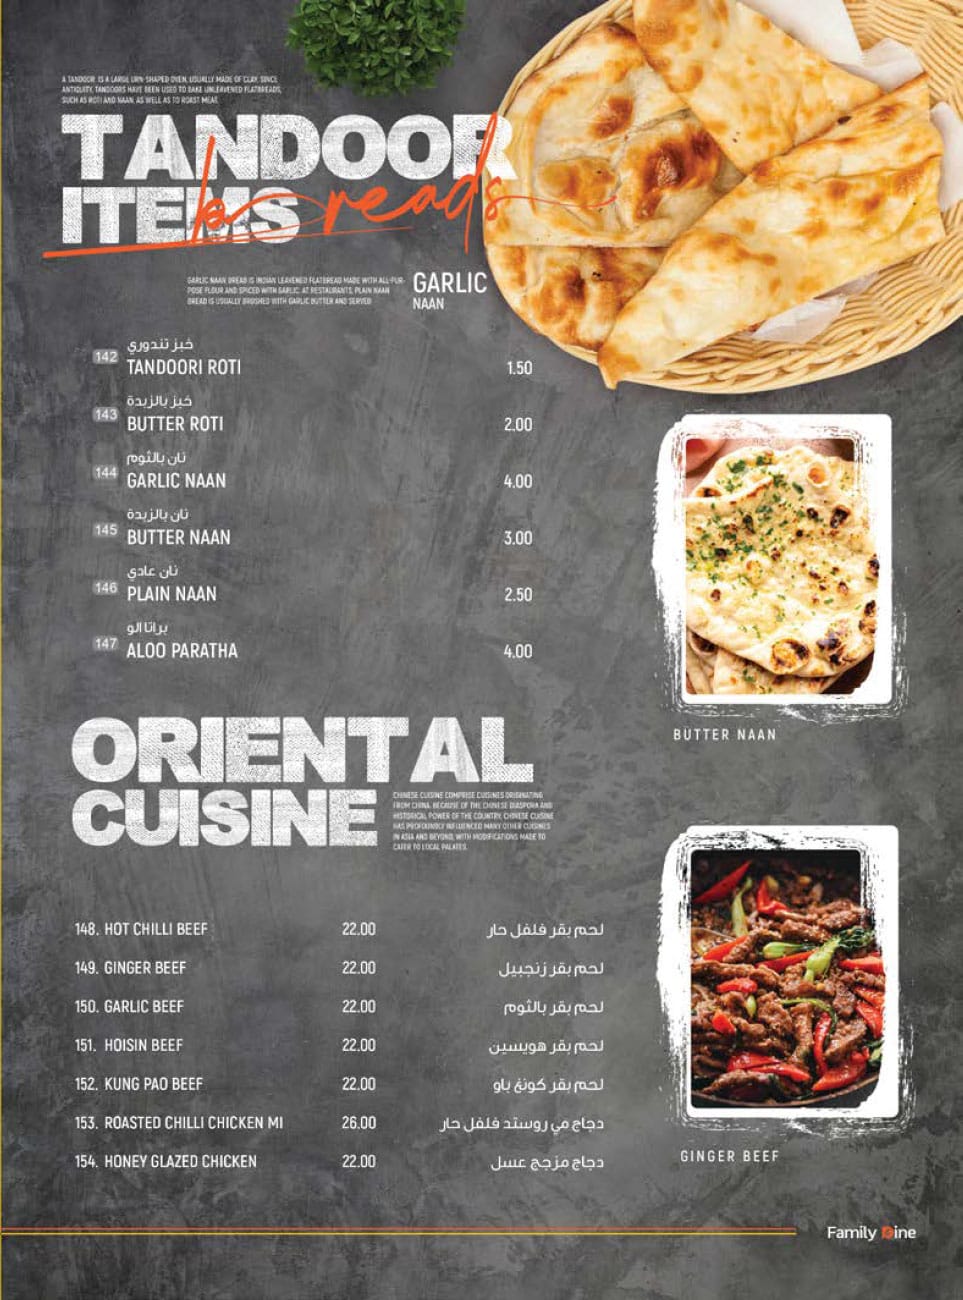 A TANDOOR IS A LARGE URN-SHAPED OVEN, USUALLY MADE OF CLAY. SINCE
ANTIQUITY, TANDOORS HAVE BEEN USED TO BAKE UNLEAVENED FLATBREADS,
SUCH AS ROTI AND NAAN, AS WELL AS TO ROAST MEAT.
TANDOOR
ITEMS
breads
GARLIC NAAN BREAD IS INDIAN LEAVENED FLATBREAD MADE WITH ALL-PUR-
POSE FLOUR AND SPICED WITH GARLIC. AT RESTAURANTS, PLAIN NAAN
BREAD IS USUALLY BRUSHED WITH GARLIC BUTTER AND SERVED
GARLIC
NAAN
خبز تندوري
142 TANDOORI ROTI 1.50
خبز بالزبدة
143 BUTTER ROTI 2.00
نان بالثوم
144 GARLIC NAAN 4.00
نان بالزبدة
145 BUTTER NAAN 3.00
نان عادي
146 PLAIN NAAN 2.50
براتا الو
147 ALOO PARATHA 4.00
BUTTER NAAN
ORIENTAL
CUISINE
CHINESE CUISINE COMPRISE CUISINES ORIGINATING
FROM CHINA. BECAUSE OF THE CHINESE DIASPORA AND
HISTORICAL POWER OF THE COUNTRY, CHINESE CUISINE
HAS PROFOUNDLY INFLUENCED MANY OTHER CUISINES
IN ASIA AND BEYOND, WITH MODIFICATIONS MADE TO
CATER TO LOCAL PALATES.
148. HOT CHILLI BEEF 22.00 لحم بقر فلفل حار
149. GINGER BEEF 22.00 لحم بقر زنجبيل
150. GARLIC BEEF 22.00 لحم بقر بالثوم
151. HOISIN BEEF 22.00 لحم بقر هويسين
152. KUNG PAO BEEF 22.00 لحم بقر كونغ باو
153. ROASTED CHILLI CHICKEN MI 26.00 دجاج مي روستد فلفل حار
154. HONEY GLAZED CHICKEN 22.00 دجاج مزجج عسل
GINGER BEEF
Family Dine